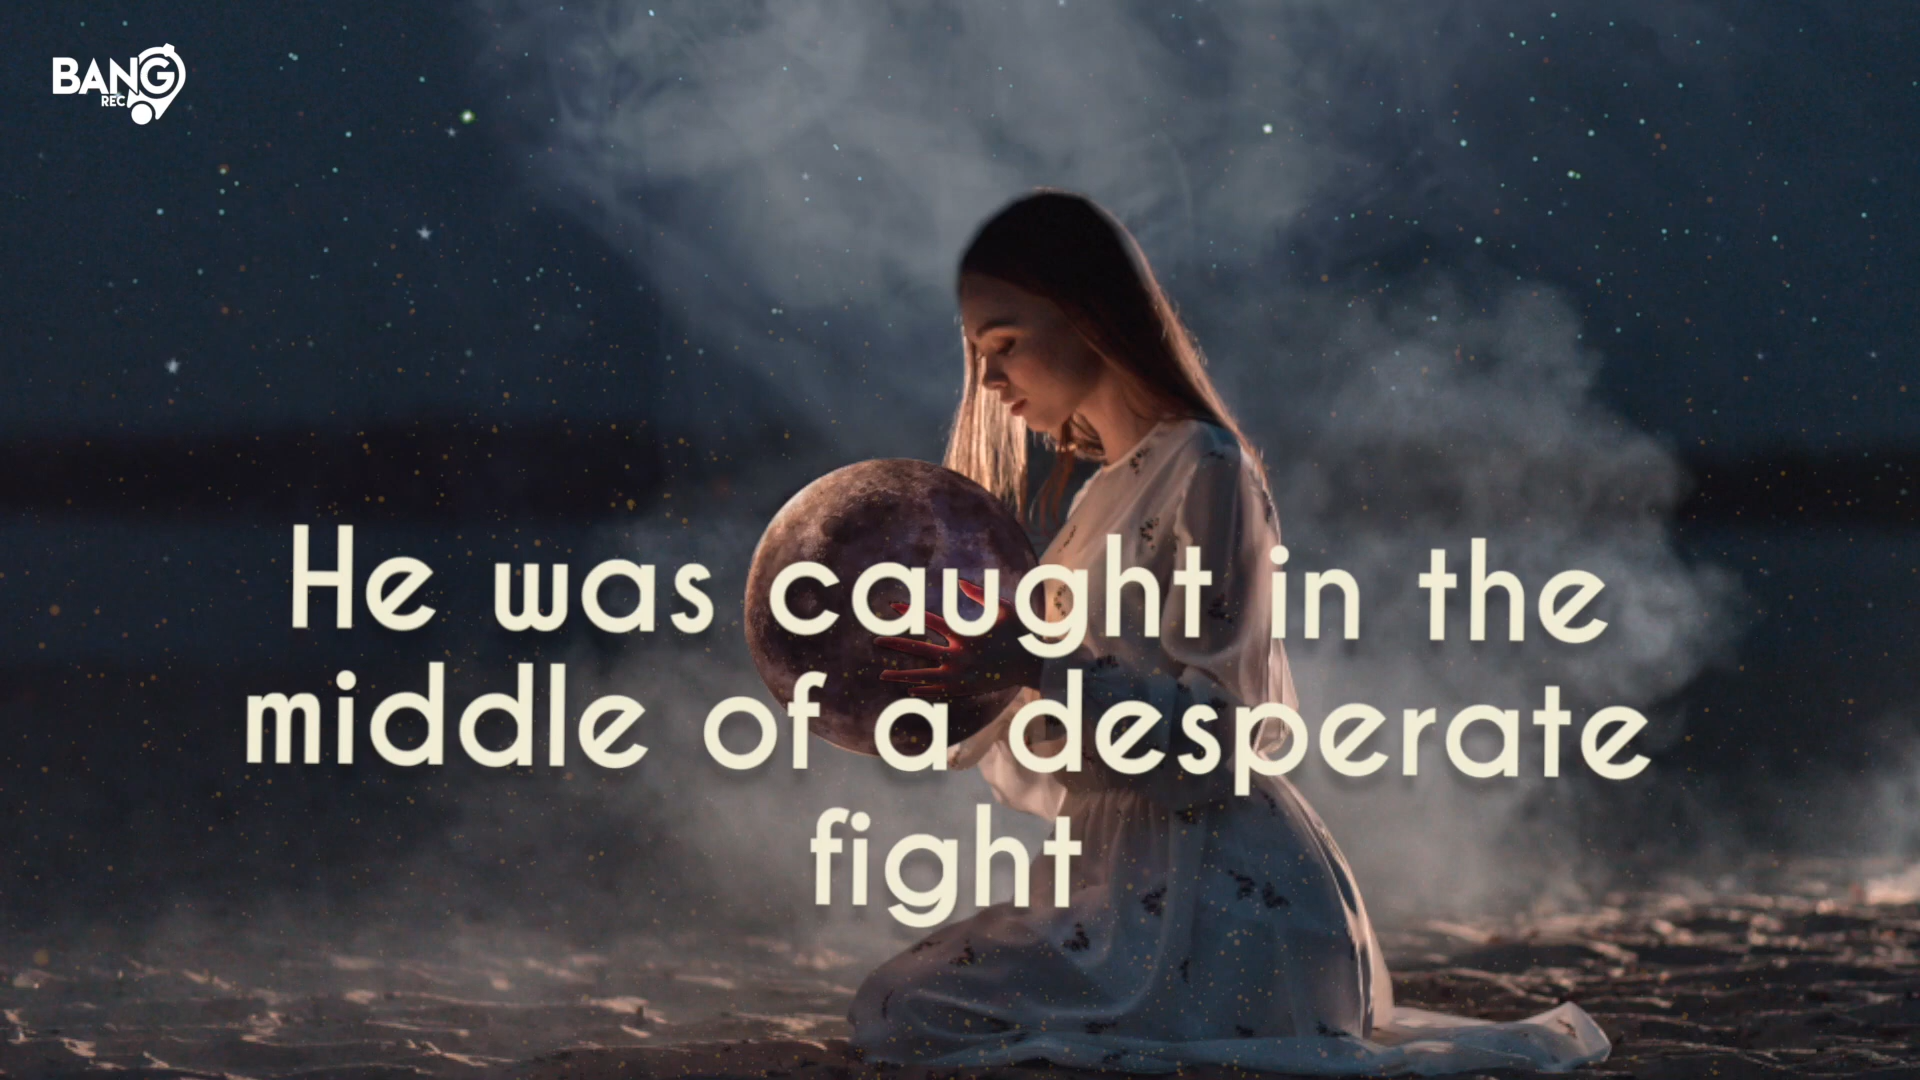 BANG
REC
He was caught in the
middle of a desperate
fight